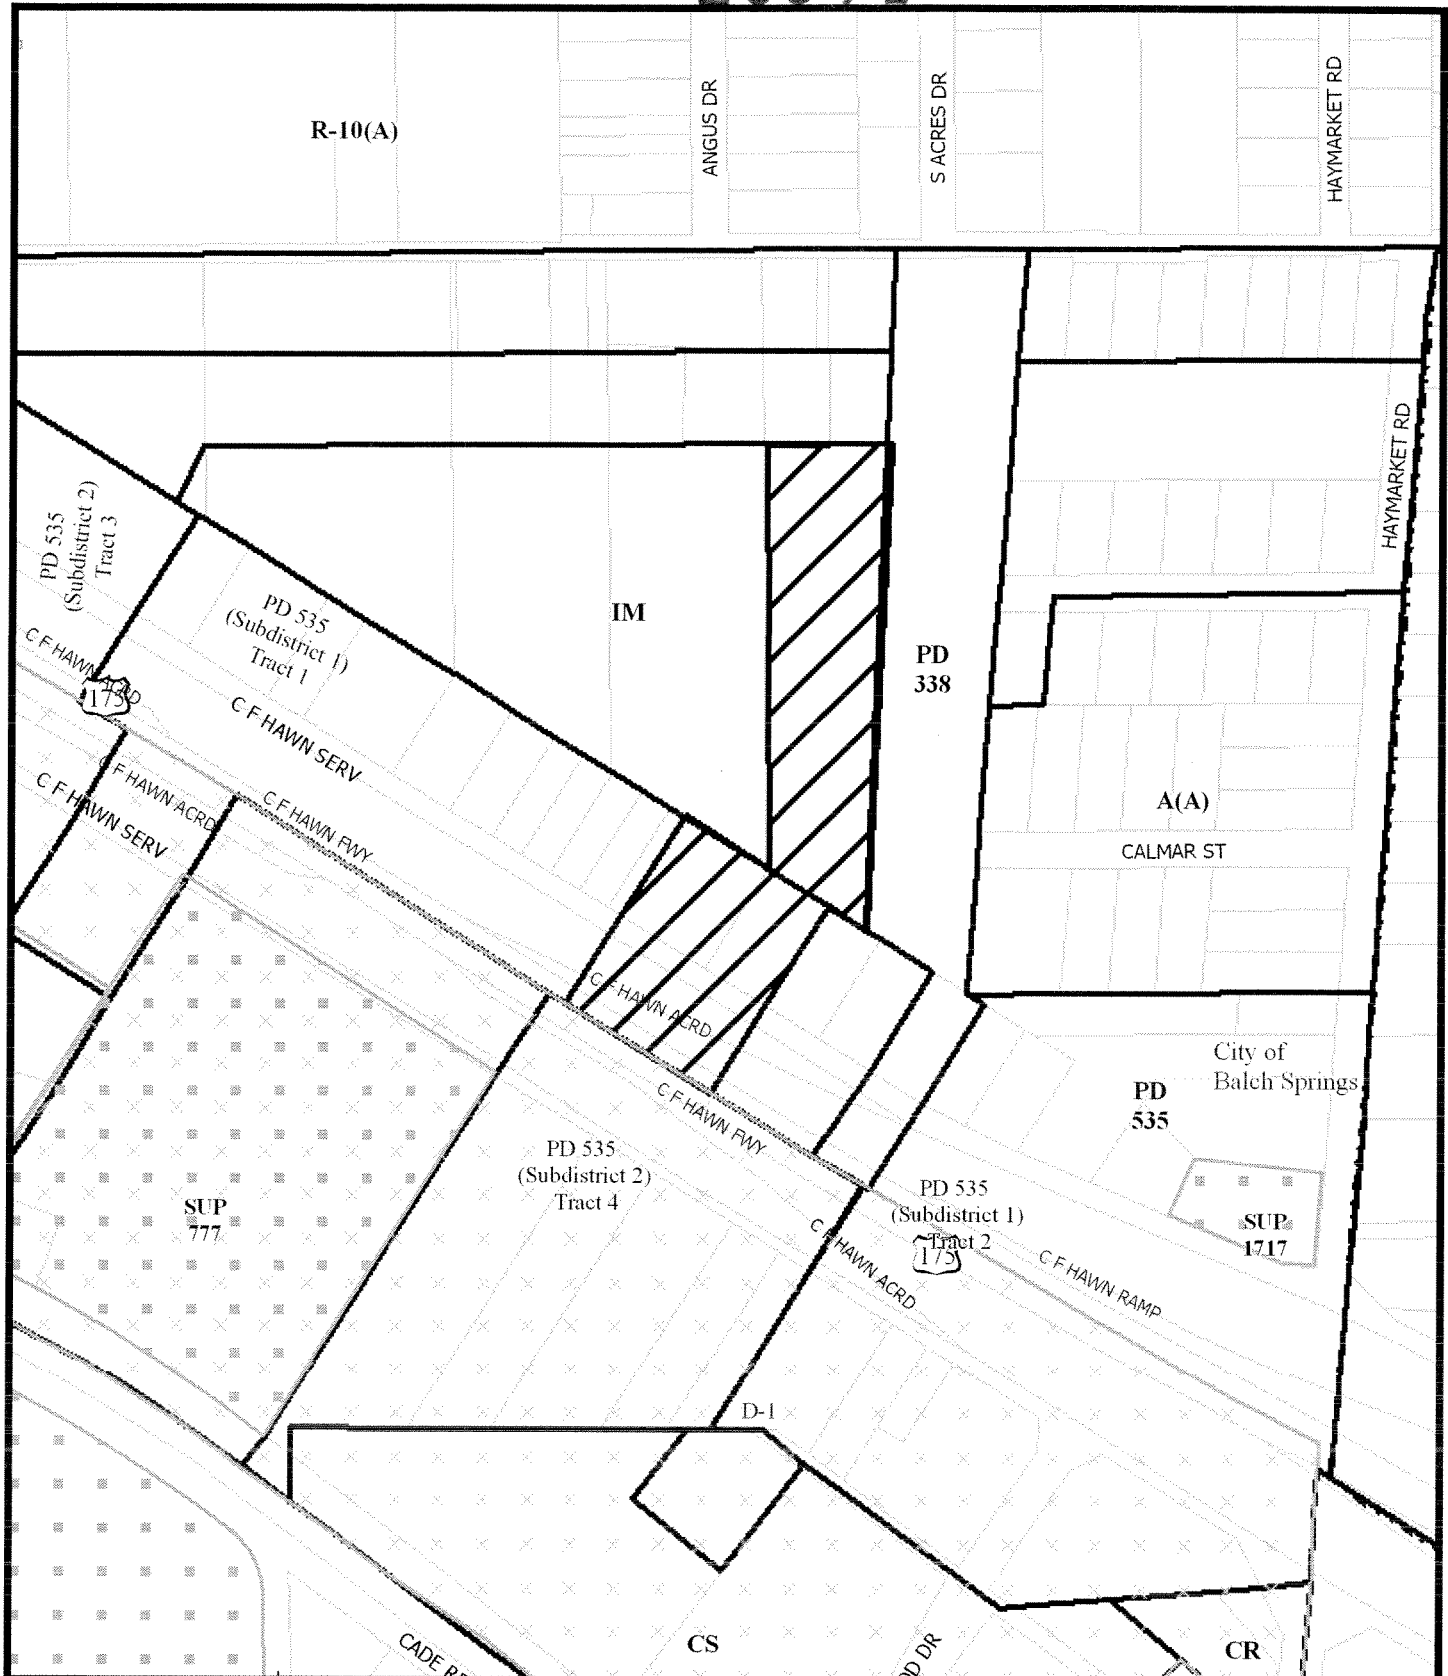 R-10(A)
ANGUS DR
S ACRES DR
HAYMARKET RD
HAYMARKET RD
PD 535
(Subdistrict 2)
Tract 3
PD 535
(Subdistrict 1)
Tract 1
IM
PD
338
C F HAWN ACRD
175
C F HAWN SERV
C F HAWN ACRD
C F HAWN SERV
C F HAWN FWY
A(A)
CALMAR ST
C F HAWN ACRD
C F HAWN FWY
City of
Balch Springs
PD
535
PD 535
(Subdistrict 2)
Tract 4
SUP
777
PD 535
(Subdistrict 1)
Tract 2
175
SUP
1717
C F HAWN ACRD
C F HAWN RAMP
D-1
CS
CADE
DR
CR